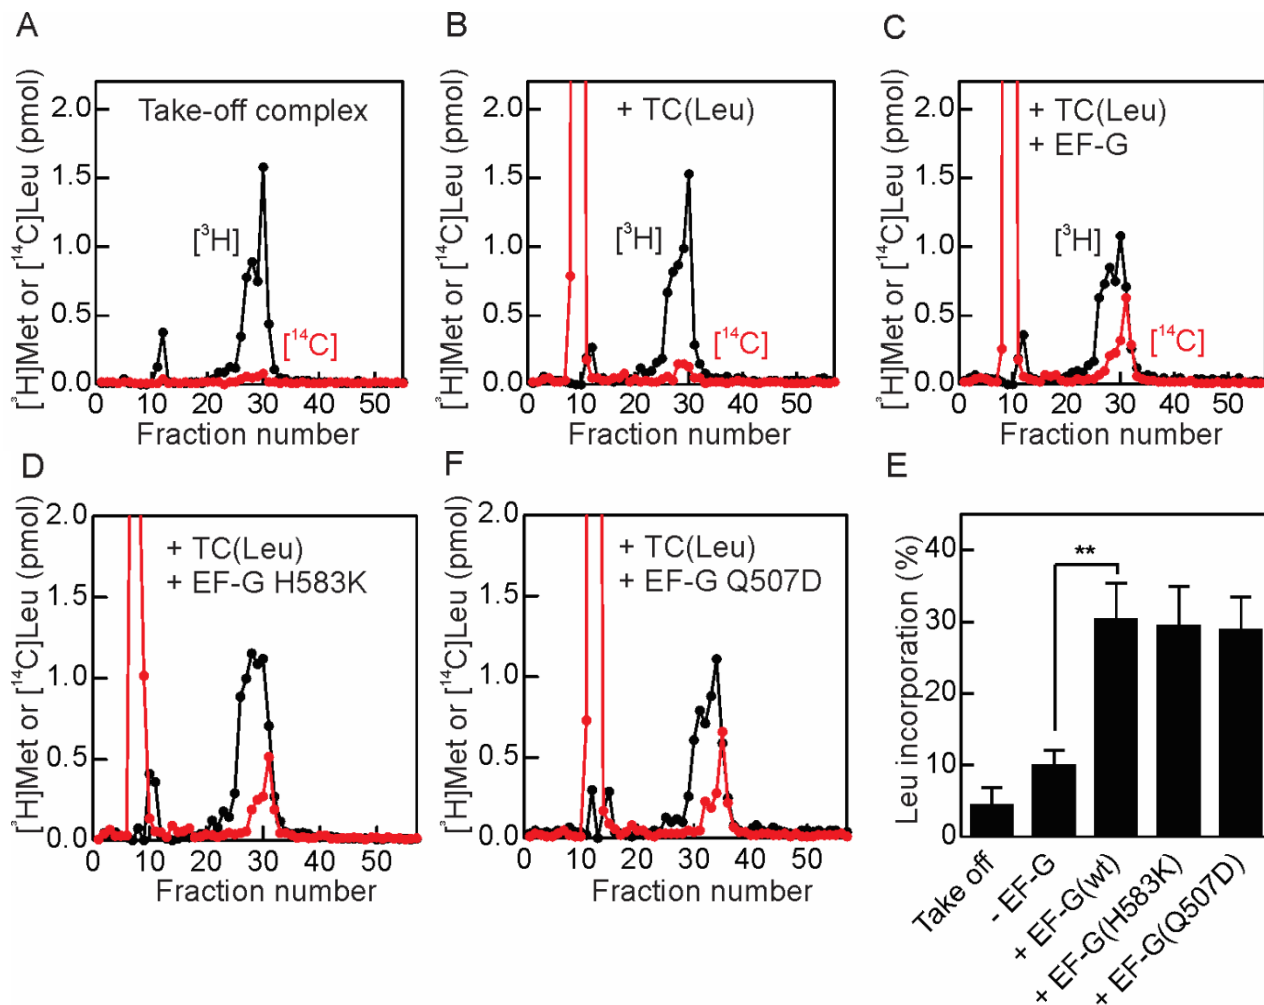 A
[³H]Met or [¹⁴C]Leu (pmol)
2.0
1.5
1.0
0.5
0.0
Take-off complex
[³H]
[¹⁴C]
0 10 20 30 40 50
Fraction number
B
[³H]Met or [¹⁴C]Leu (pmol)
2.0
1.5
1.0
0.5
0.0
+ TC(Leu)
[³H]
[¹⁴C]
0 10 20 30 40 50
Fraction number
C
[³H]Met or [¹⁴C]Leu (pmol)
2.0
1.5
1.0
0.5
0.0
+ TC(Leu)
+ EF-G
[³H]
[¹⁴C]
0 10 20 30 40 50
Fraction number
D
[³H]Met or [¹⁴C]Leu (pmol)
2.0
1.5
1.0
0.5
0.0
+ TC(Leu)
+ EF-G H583K
0 10 20 30 40 50
Fraction number
F
[³H]Met or [¹⁴C]Leu (pmol)
2.0
1.5
1.0
0.5
0.0
+ TC(Leu)
+ EF-G Q507D
0 10 20 30 40 50
Fraction number
E
Leu incorporation (%)
40
30
20
10
0
**
Take off
- EF-G
+ EF-G(wt)
+ EF-G(H583K)
+ EF-G(Q507D)